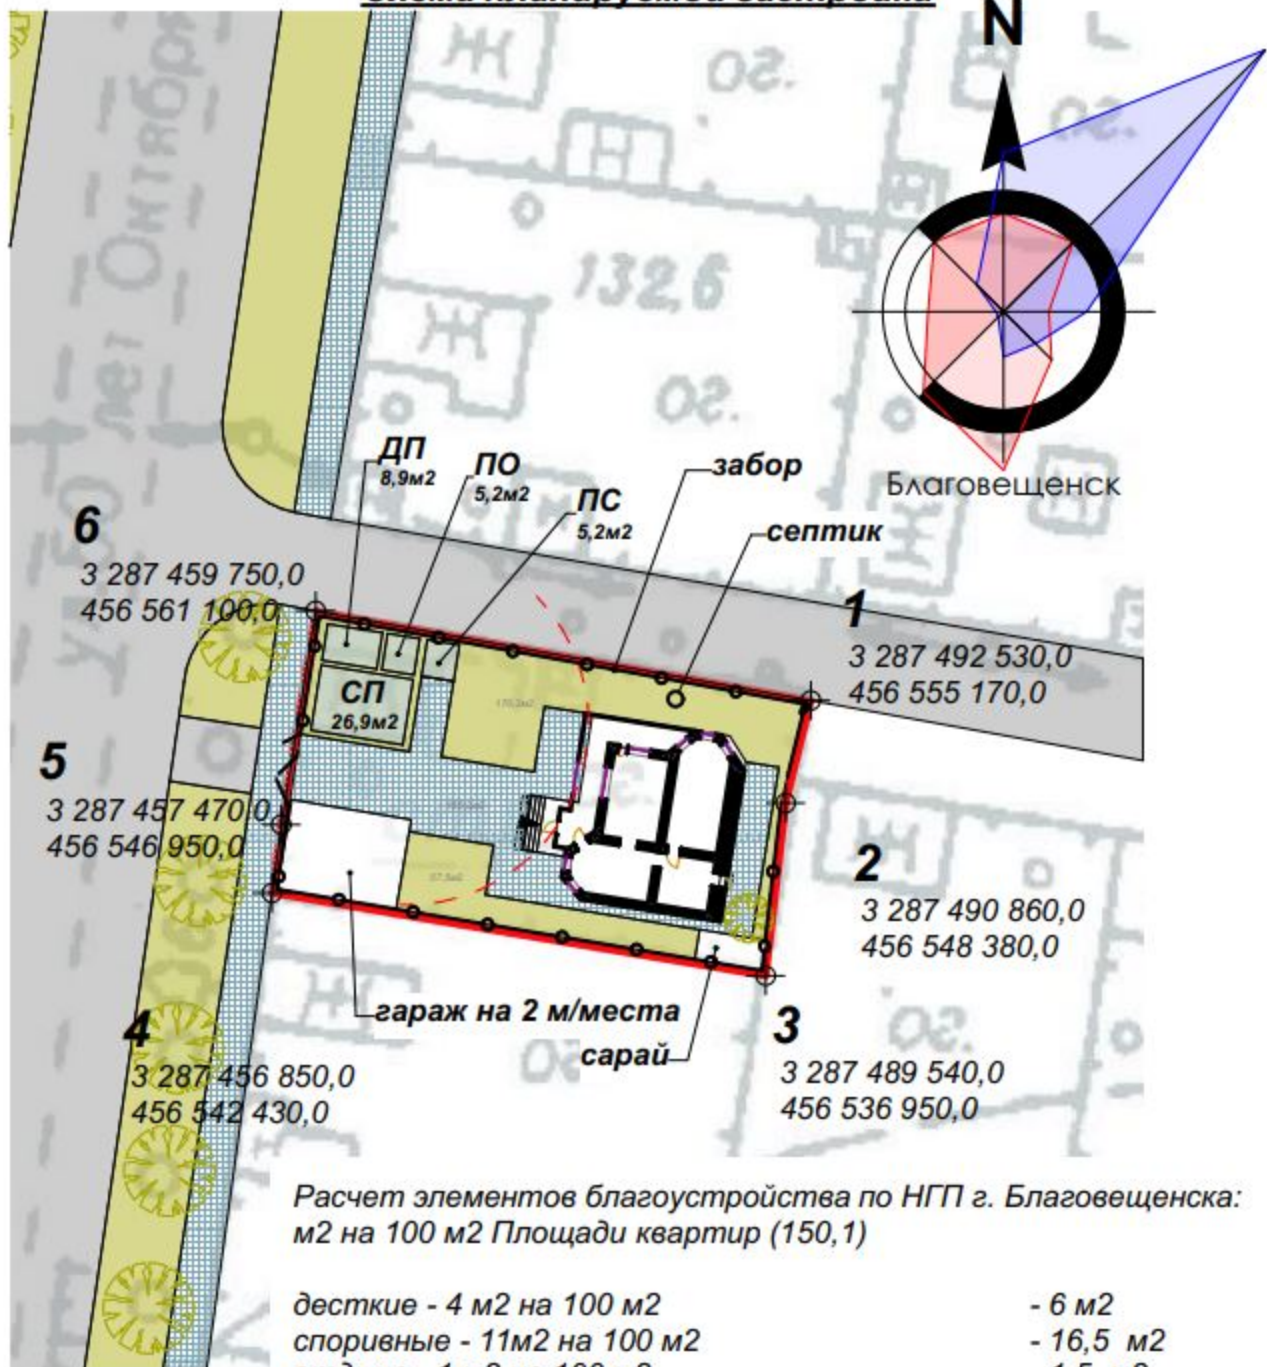 N
132,6
ОГ.
ОГ.
Благовещенск
ДП
8,9м2
ПО
5,2м2
ПС
5,2м2
забор
септик
6
3 287 459 750,0
456 561 100,0
1
3 287 492 530,0
456 555 170,0
СП
26,9м2
5
3 287 457 470,0
456 546 950,0
2
3 287 490 860,0
456 548 380,0
гараж на 2 м/места
сарай
4
3 287 456 850,0
456 542 430,0
3
3 287 489 540,0
456 536 950,0
Расчет элементов благоустройства по НГП г. Благовещенска:
м2 на 100 м2 Площади квартир (150,1)
десткие - 4 м2 на 100 м2 - 6 м2
споривные - 11м2 на 100 м2 - 16,5 м2